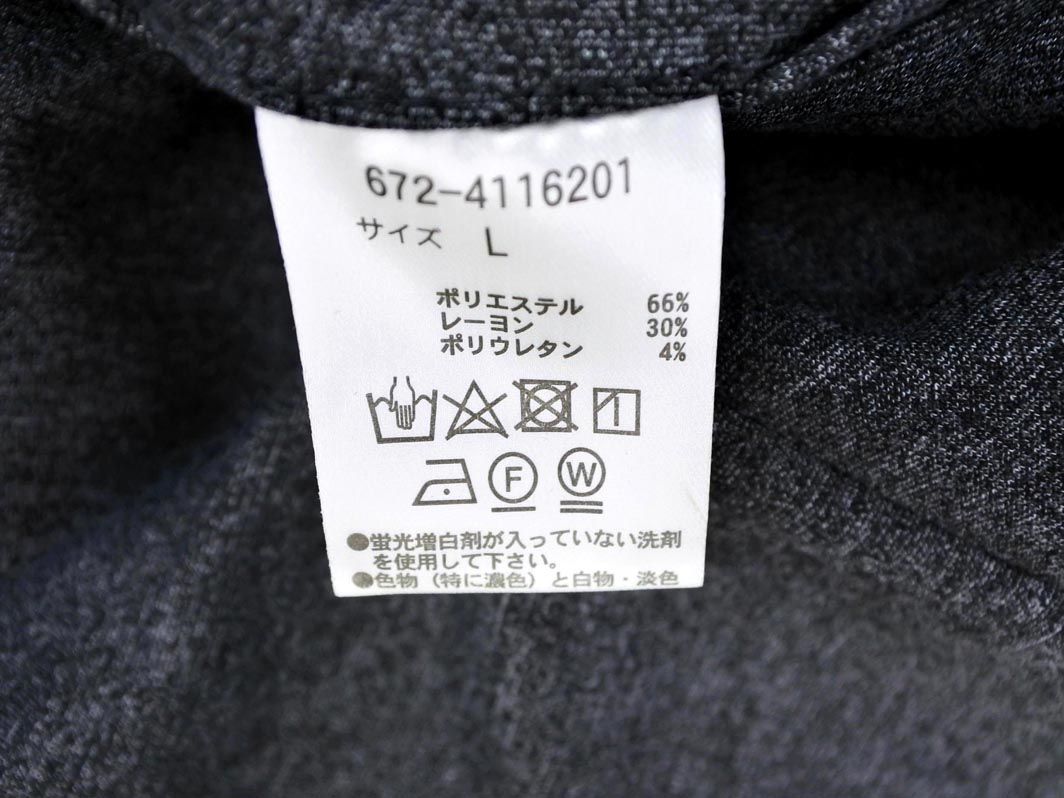 672-4116201
サイズ L
ポリエステル 66%
レーヨン 30%
ポリウレタン 4%
F W
●蛍光増白剤が入っていない洗剤
を使用して下さい。
●色物（特に濃色）と白物・淡色